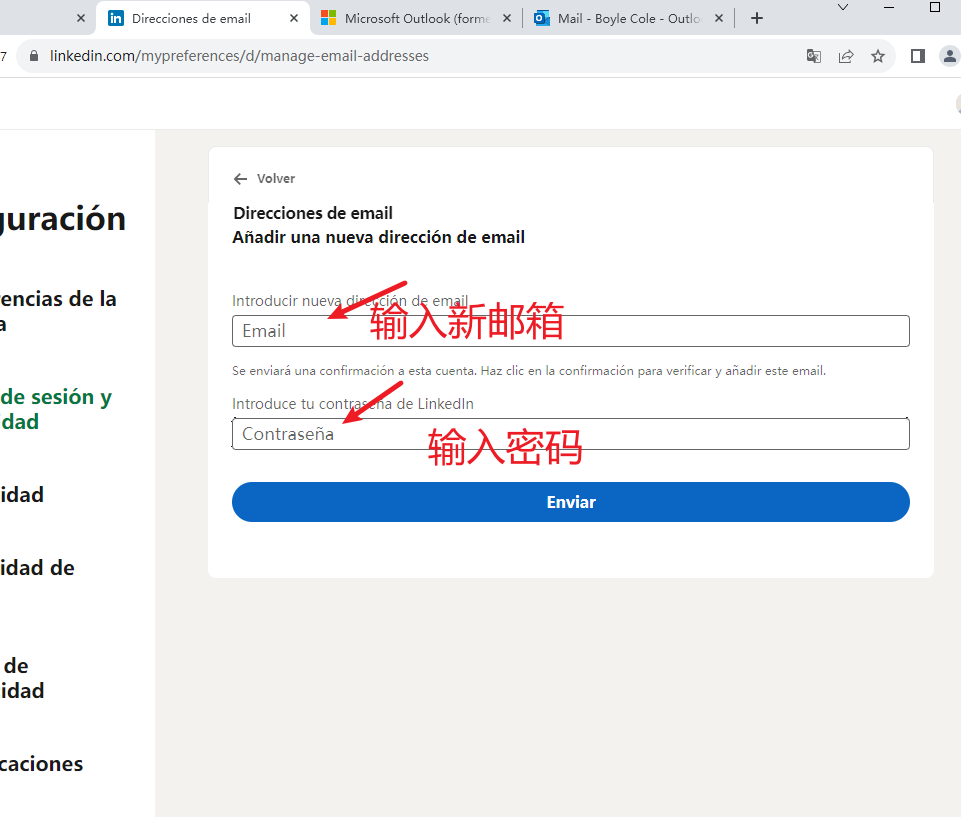 Direcciones de email
Microsoft Outlook (forme
Mail - Boyle Cole - Outlo
7
linkedin.com/mypreferences/d/manage-email-addresses
guración
encias de la
a
de sesión y
idad
idad
idad de
de
idad
caciones
Volver
Direcciones de email
Añadir una nueva dirección de email
Introducir nueva dirección de email
输入新邮箱
Email
Se enviará una confirmación a esta cuenta. Haz clic en la confirmación para verificar y añadir este email.
Introduce tu contraseña de LinkedIn
Contraseña
输入密码
Enviar